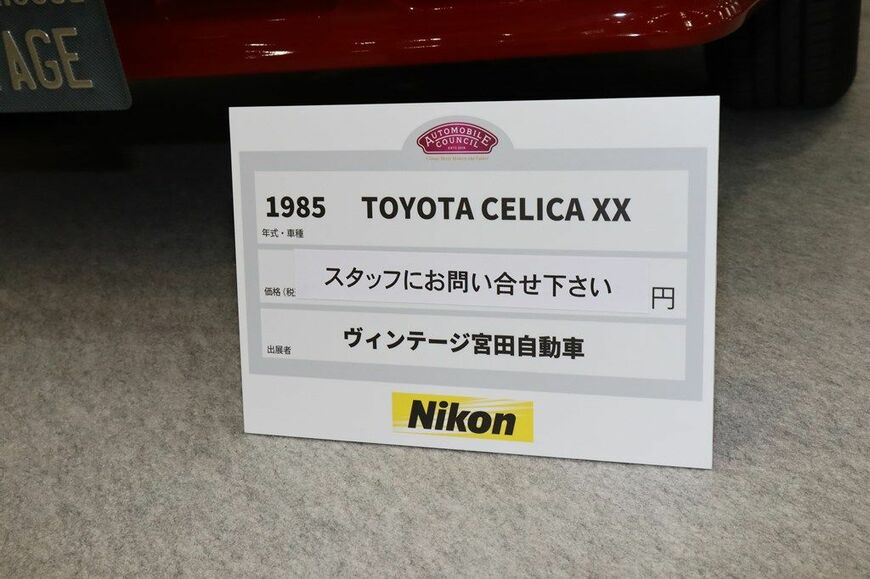 AGE
AUTOMOBILE
COUNCIL
1985 TOYOTA CELICA XX
年式・車種
スタッフにお問い合せ下さい
価格（税
円
ヴィンテージ宮田自動車
出展者
Nikon